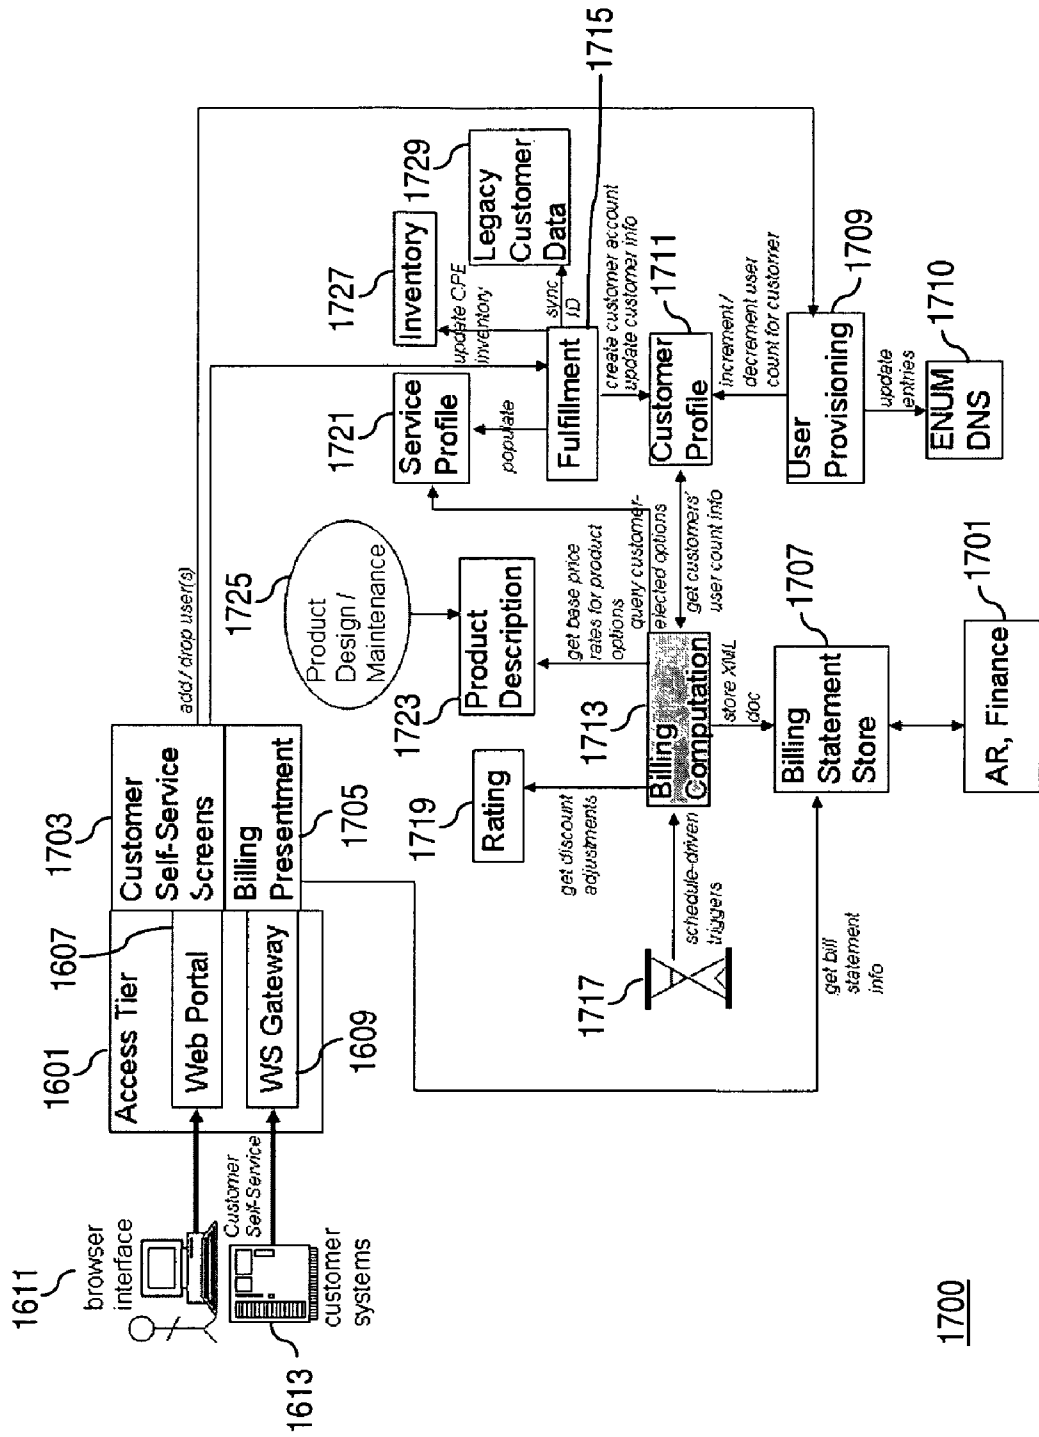 1611
browser
interface
1613
customer
systems
Customer
Self-Service
1601
Access Tier
1607
Web Portal
WS Gateway
1609
1703
Customer
Self-Service
Screens
Billing
Presentment
1705
add / drop user(s)
1725
Product
Design /
Maintenance
1723
Product
Description
1719
Rating
get discount
adjustments
get base price
rates for product
options
query customer-
elected options
1721
Service
Profile
populate
1727
Inventory
update CPE
inventory
1729
Legacy
Customer
Data
sync
ID
Fulfillment
1715
create customer account
update customer info
1711
Customer
Profile
get customers'
user count info
increment /
decrement user
count for customer
1709
User
Provisioning
update
entries
1710
ENUM
DNS
1717
schedule-driven
triggers
1713
Billing
Computation
store XML
doc
1707
Billing
Statement
Store
get bill
statement
info
1701
AR, Finance
1700